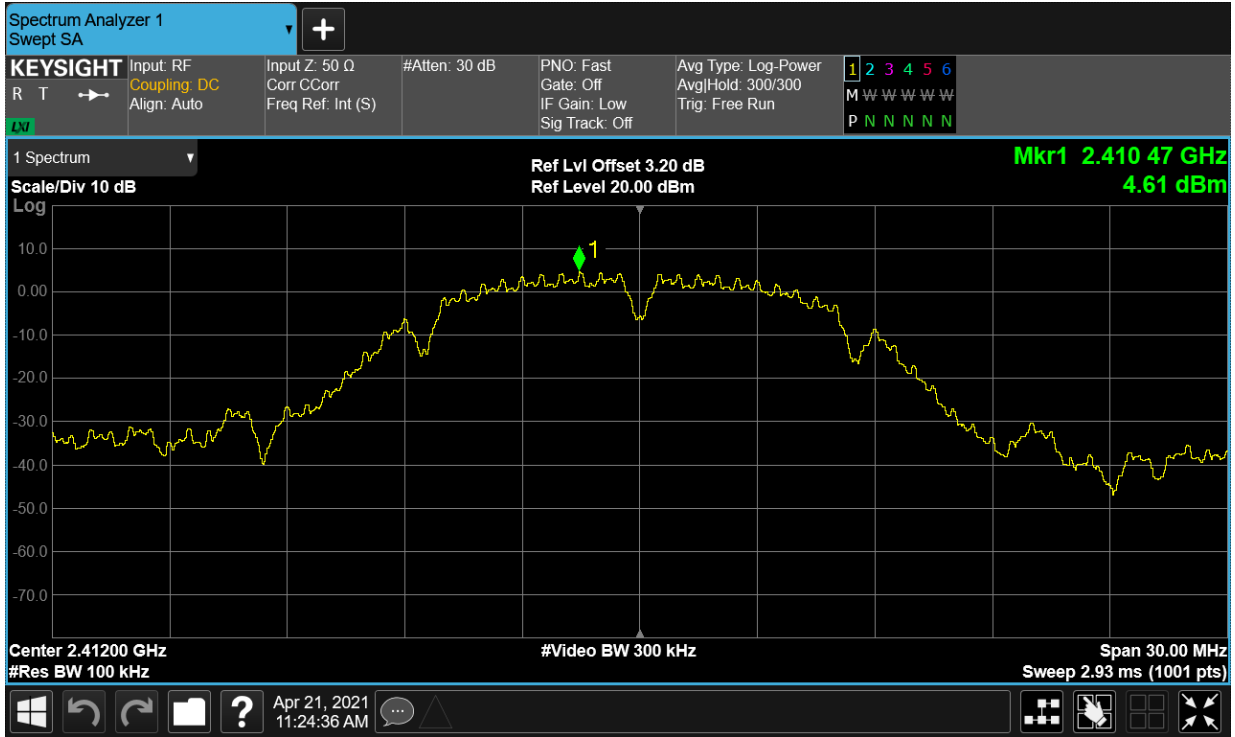 Spectrum Analyzer 1
Swept SA
KEYSIGHT
R T
LXI
Input: RF
Coupling: DC
Align: Auto
Input Z: 50 Ω
Corr CCorr
Freq Ref: Int (S)
#Atten: 30 dB
PNO: Fast
Gate: Off
IF Gain: Low
Sig Track: Off
Avg Type: Log-Power
Avg|Hold: 300/300
Trig: Free Run
1 2 3 4 5 6
M W W W W W
P N N N N N
1 Spectrum
Scale/Div 10 dB
Log
Ref Lvl Offset 3.20 dB
Ref Level 20.00 dBm
Mkr1 2.410 47 GHz
4.61 dBm
1
10.0
0.00
-10.0
-20.0
-30.0
-40.0
-50.0
-60.0
-70.0
Center 2.41200 GHz
#Video BW 300 kHz
Span 30.00 MHz
#Res BW 100 kHz
Sweep 2.93 ms (1001 pts)
?
Apr 21, 2021
11:24:36 AM